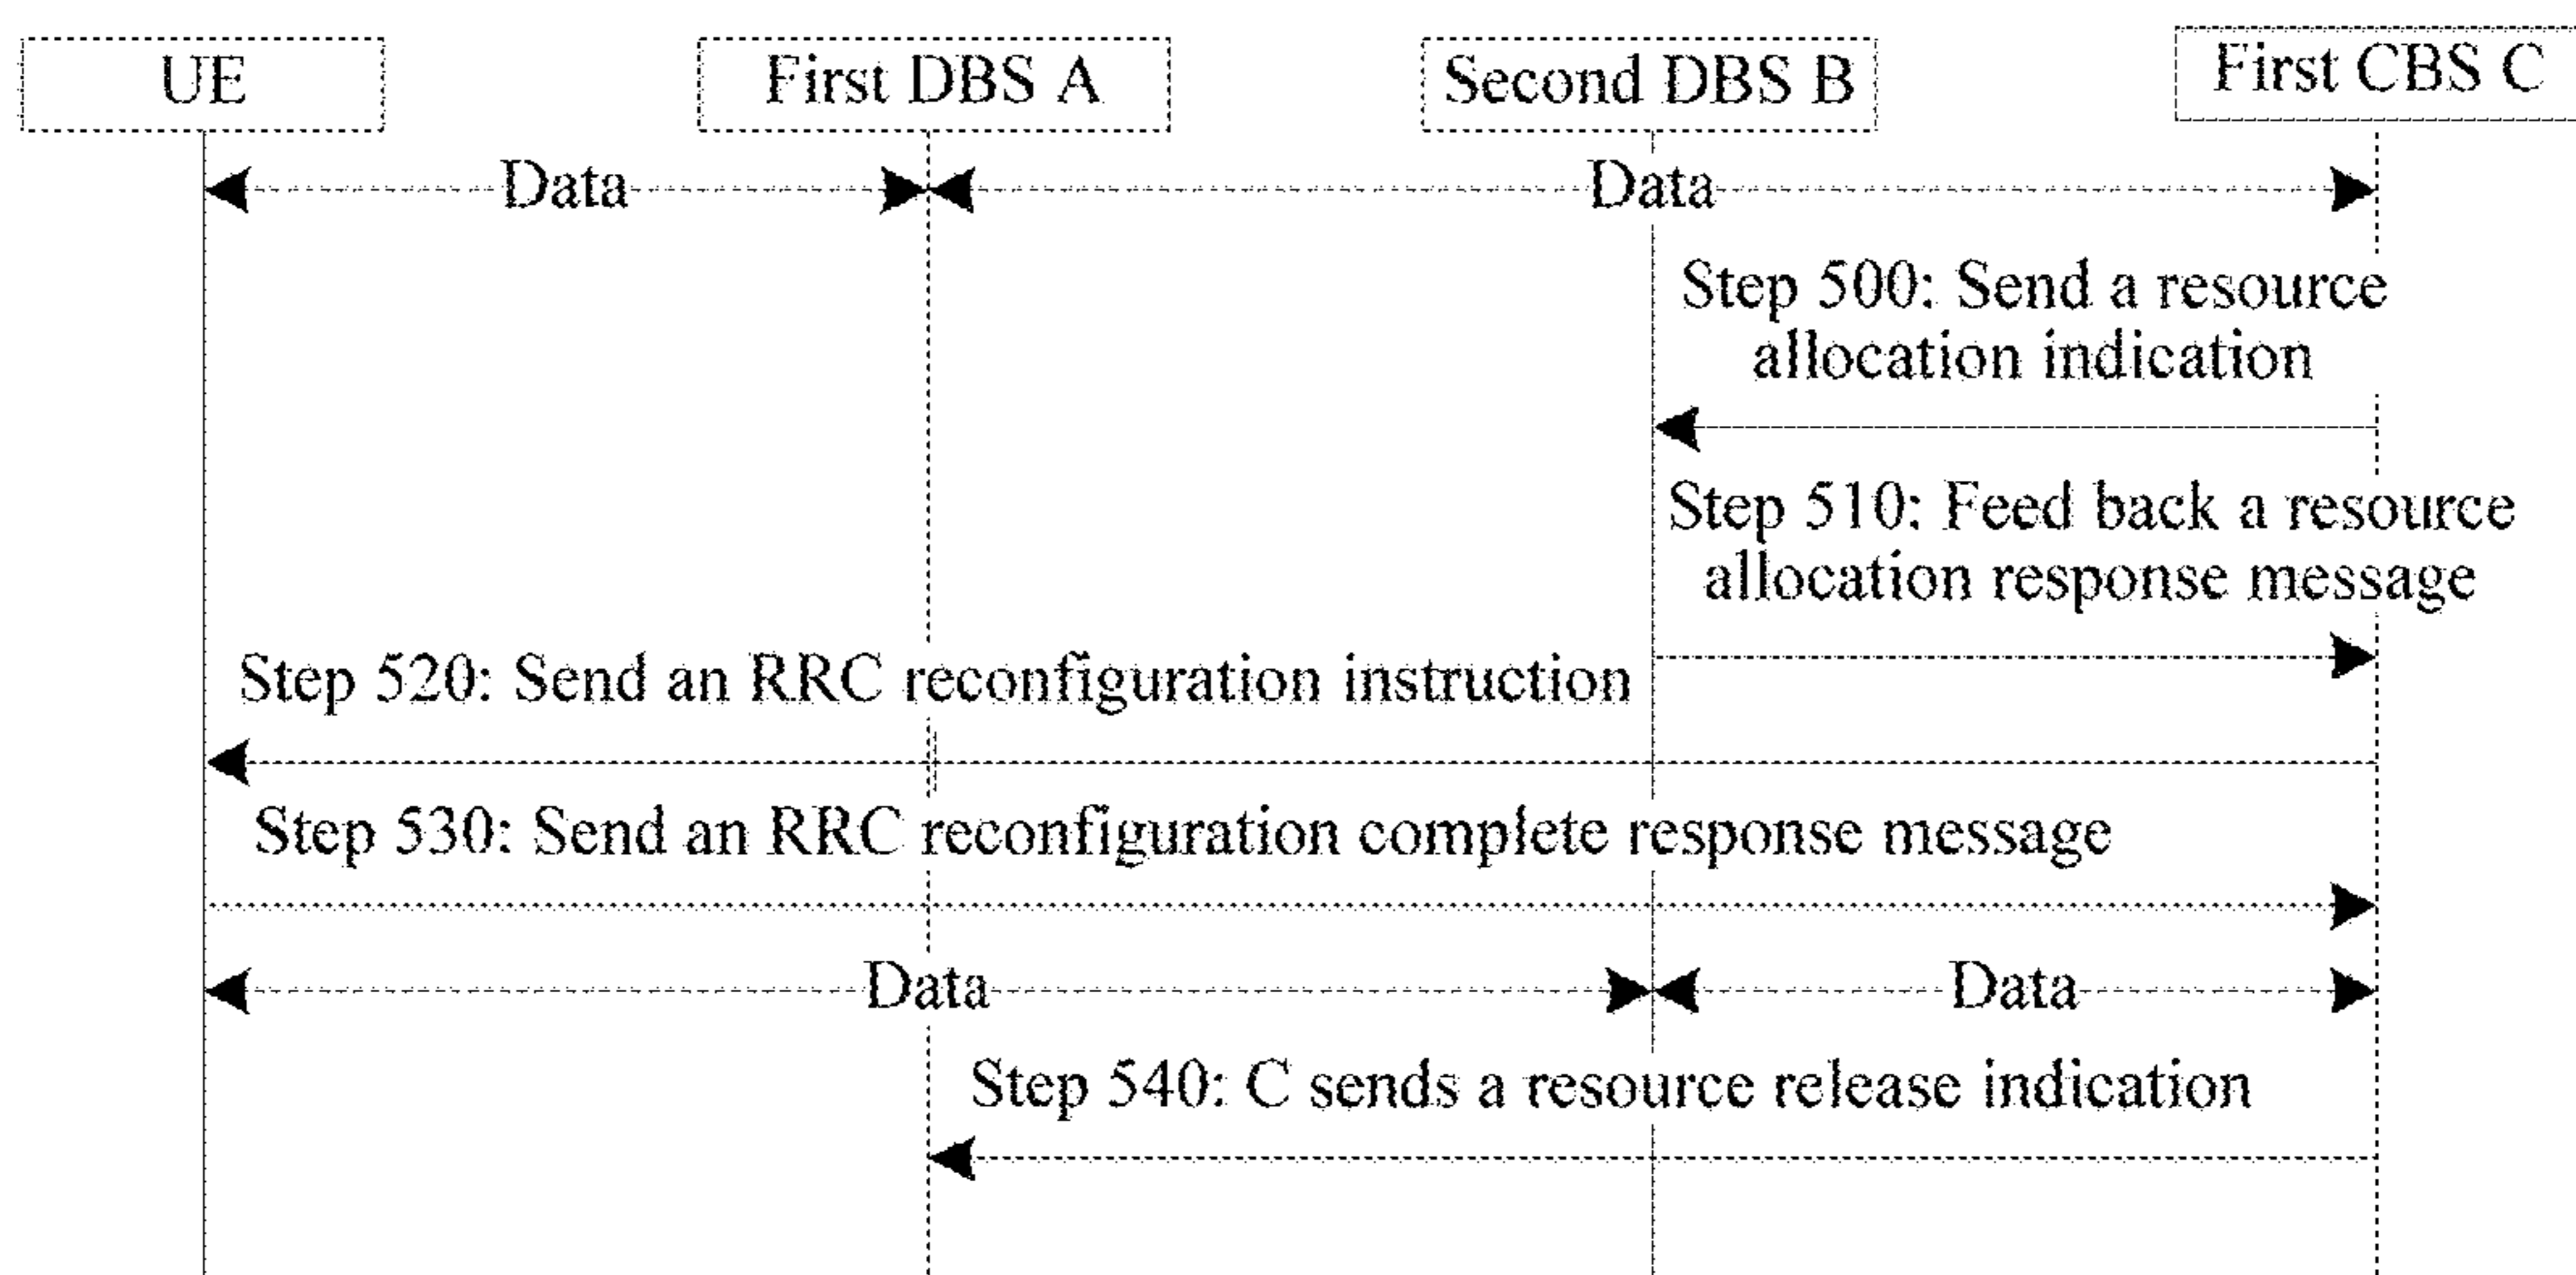 UE
First DBS A
Second DBS B
First CBS C
Data
Data
Step 500: Send a resource
allocation indication
Step 510: Feed back a resource
allocation response message
Step 520: Send an RRC reconfiguration instruction
Step 530: Send an RRC reconfiguration complete response message
Data
Data
Step 540: C sends a resource release indication